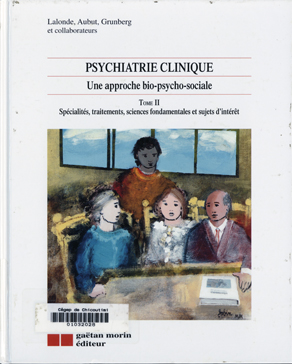 Lalonde, Aubut, Grunberg
et collaborateurs
PSYCHIATRIE CLINIQUE
Une approche bio-psycho-sociale
TOME II
Spécialités, traitements, sciences fondamentales et sujets d'intérêt
Cégep de Chicoutimi
01032028
gaëtan morin
éditeur